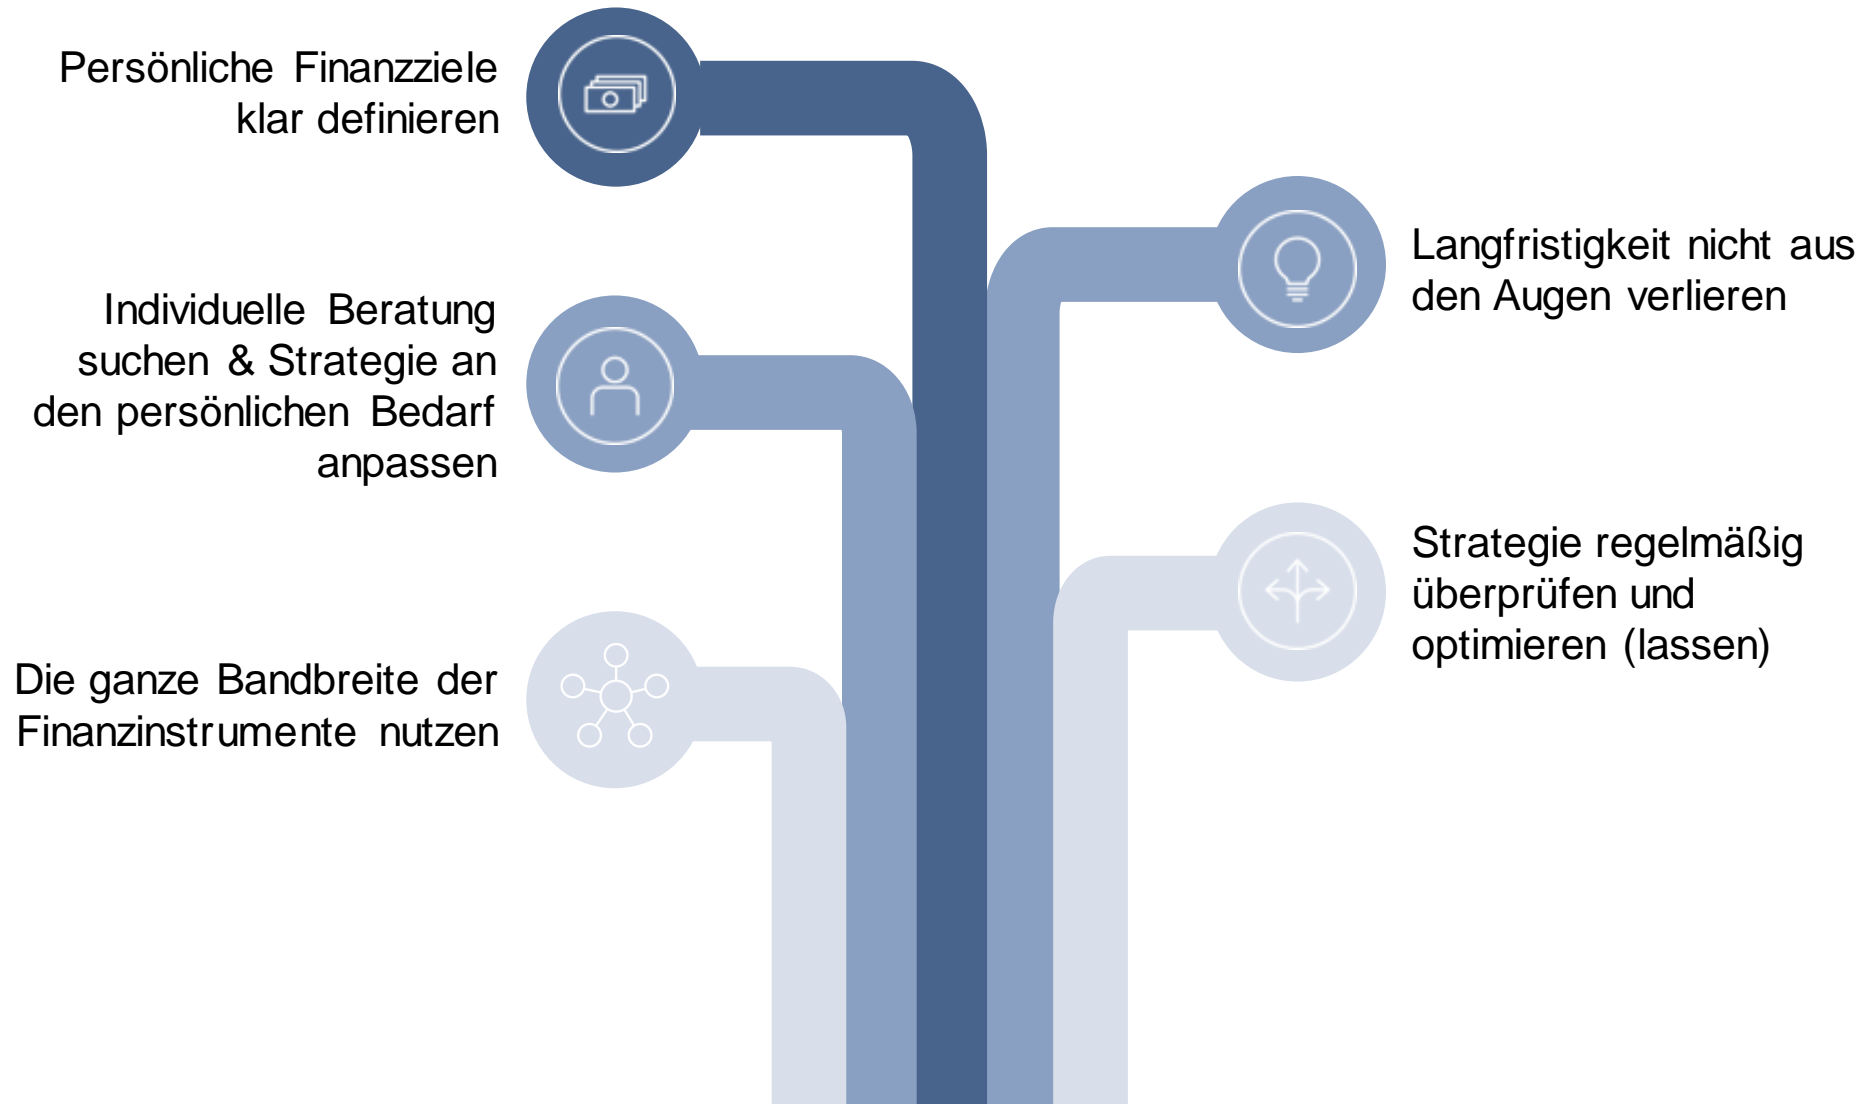 Persönliche Finanzziele
klar definieren
Langfristigkeit nicht aus
den Augen verlieren
Individuelle Beratung
suchen & Strategie an
den persönlichen Bedarf
anpassen
Strategie regelmäßig
überprüfen und
optimieren (lassen)
Die ganze Bandbreite der
Finanzinstrumente nutzen